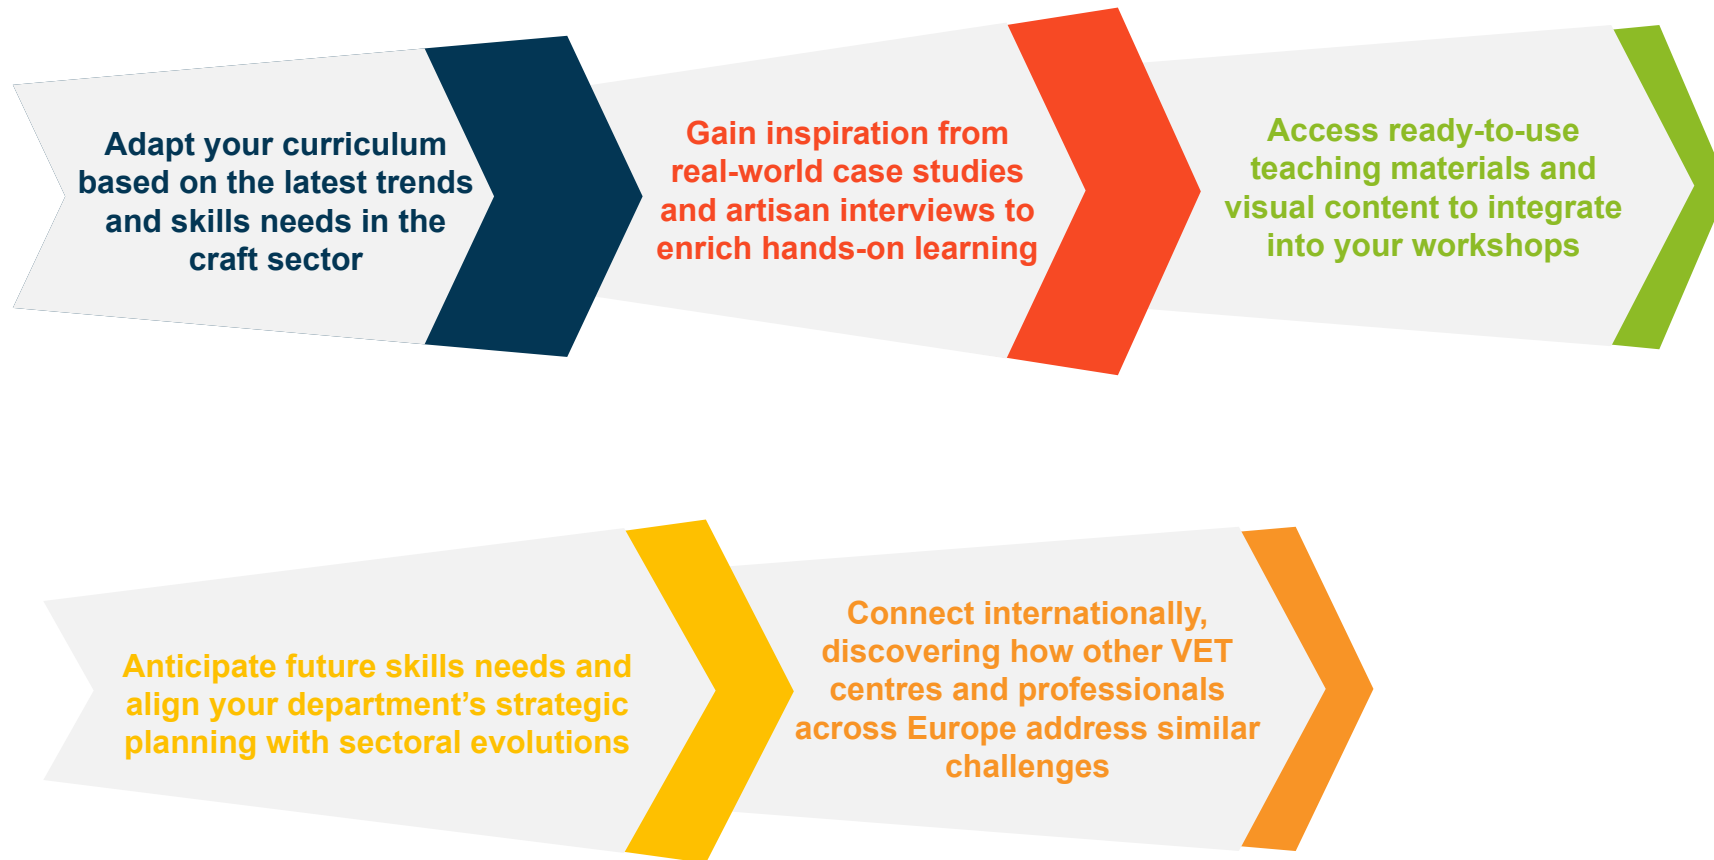 Adapt your curriculum
based on the latest trends
and skills needs in the
craft sector
Gain inspiration from
real-world case studies
and artisan interviews to
enrich hands-on learning
Access ready-to-use
teaching materials and
visual content to integrate
into your workshops
Anticipate future skills needs and
align your department’s strategic
planning with sectoral evolutions
Connect internationally,
discovering how other VET
centres and professionals
across Europe address similar
challenges